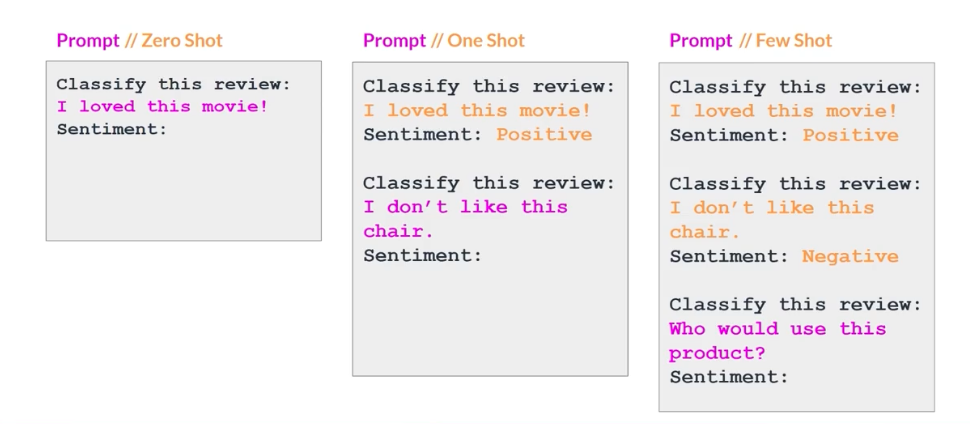 Prompt // Zero Shot
Classify this review:
I loved this movie!
Sentiment:
Prompt // One Shot
Classify this review:
I loved this movie!
Sentiment: Positive
Classify this review:
I don't like this
chair.
Sentiment:
Prompt // Few Shot
Classify this review:
I loved this movie!
Sentiment: Positive
Classify this review:
I don't like this
chair.
Sentiment: Negative
Classify this review:
Who would use this
product?
Sentiment: